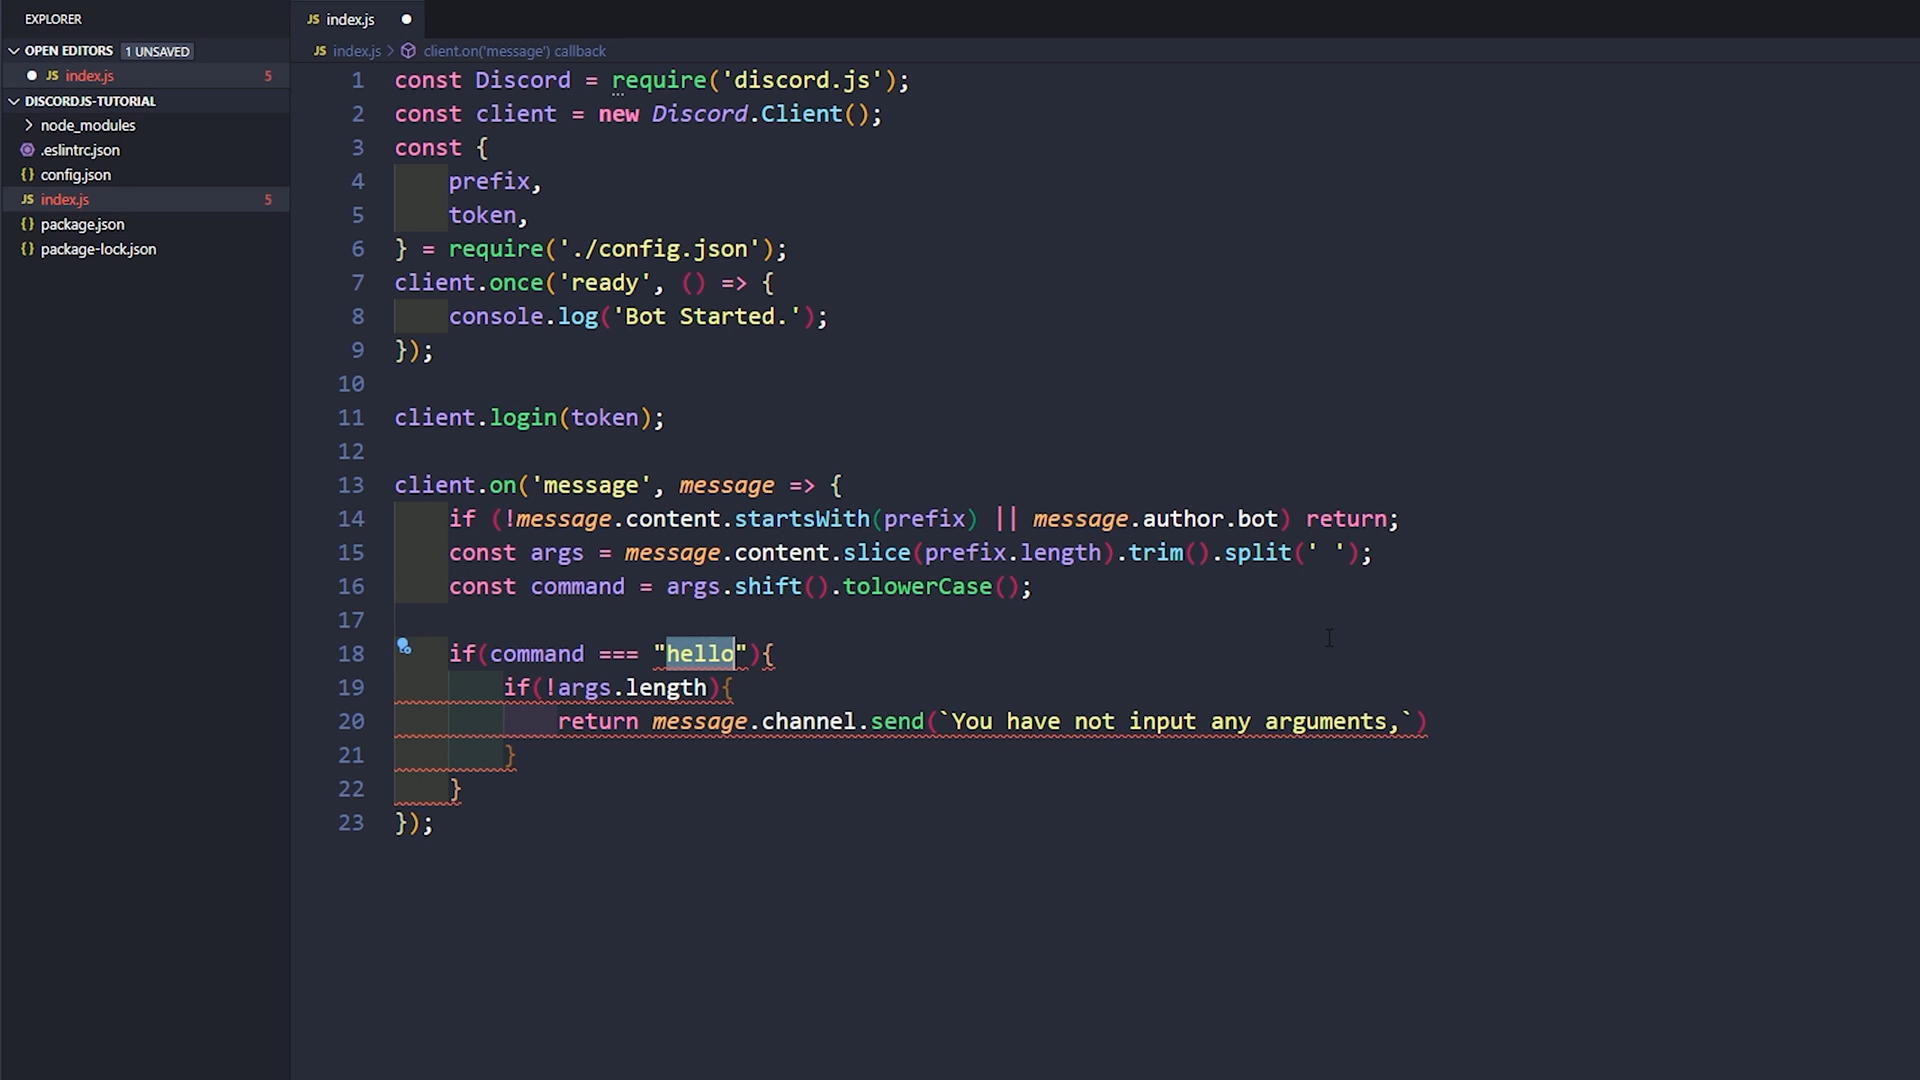 EXPLORER
OPEN EDITORS 1 UNSAVED
JS index.js 5
DISCORDJS-TUTORIAL
node_modules
.eslintrc.json
{} config.json
JS index.js 5
{} package.json
{} package-lock.json
JS index.js
JS index.js > client.on('message') callback
1 const Discord = require('discord.js');
2 const client = new Discord.Client();
3 const {
4 prefix,
5 token,
6 } = require('./config.json');
7 client.once('ready', () => {
8 console.log('Bot Started.');
9 });
10
11 client.login(token);
12
13 client.on('message', message => {
14 if (!message.content.startsWith(prefix) || message.author.bot) return;
15 const args = message.content.slice(prefix.length).trim().split(' ');
16 const command = args.shift().tolowerCase();
17
18 if(command === "hello"){
19 if(!args.length){
20 return message.channel.send(`You have not input any arguments,`)
21 }
22 }
23 });